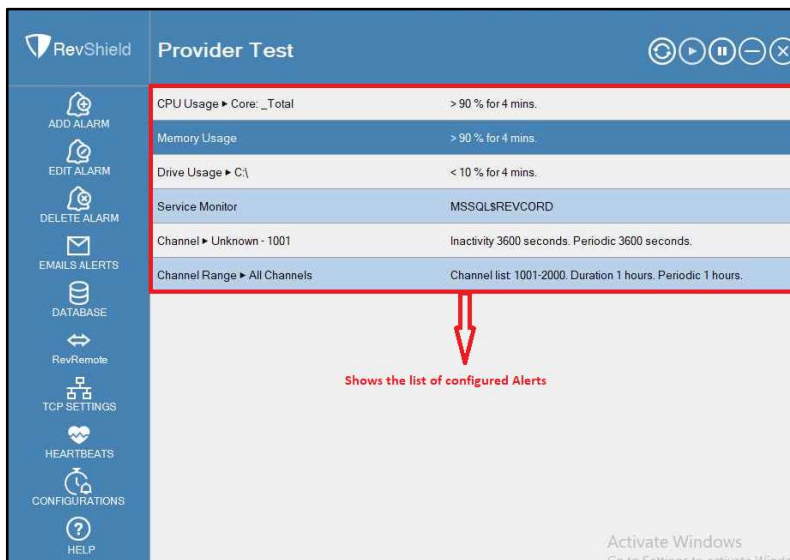 RevShield
Provider Test
ADD ALARM
EDIT ALARM
DELETE ALARM
EMAILS ALERTS
DATABASE
RevRemote
TCP SETTINGS
HEARTBEATS
CONFIGURATIONS
HELP
CPU Usage ▸ Core: _Total > 90 % for 4 mins.
Memory Usage > 90 % for 4 mins.
Drive Usage ▸ C:\ < 10 % for 4 mins.
Service Monitor MSSQL$REVCORD
Channel ▸ Unknown - 1001 Inactivity 3600 seconds. Periodic 3600 seconds.
Channel Range ▸ All Channels Channel list: 1001-2000. Duration 1 hours. Periodic 1 hours.
Shows the list of configured Alerts
Activate Windows